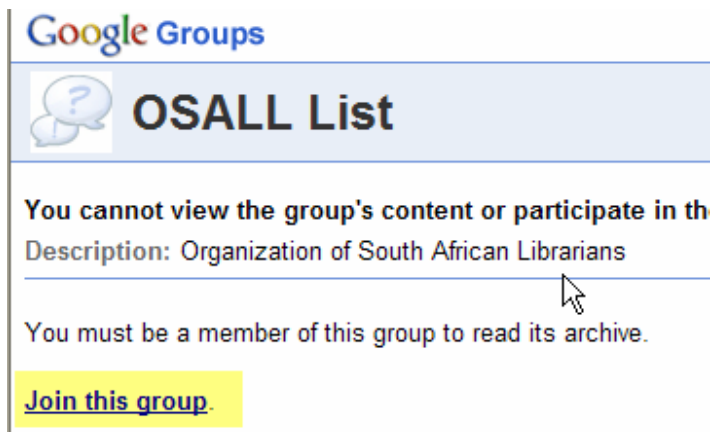 Google Groups
OSALL List
You cannot view the group's content or participate in the
Description: Organization of South African Librarians
You must be a member of this group to read its archive.
Join this group.